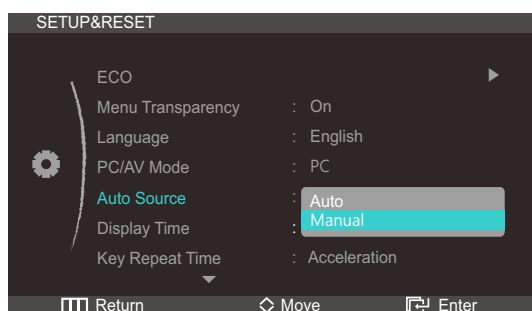 SETUP&RESET
ECO
Menu Transparency : On
Language : English
PC/AV Mode : PC
Auto Source : Auto
Manual
Display Time :
Key Repeat Time : Acceleration
Return Move Enter